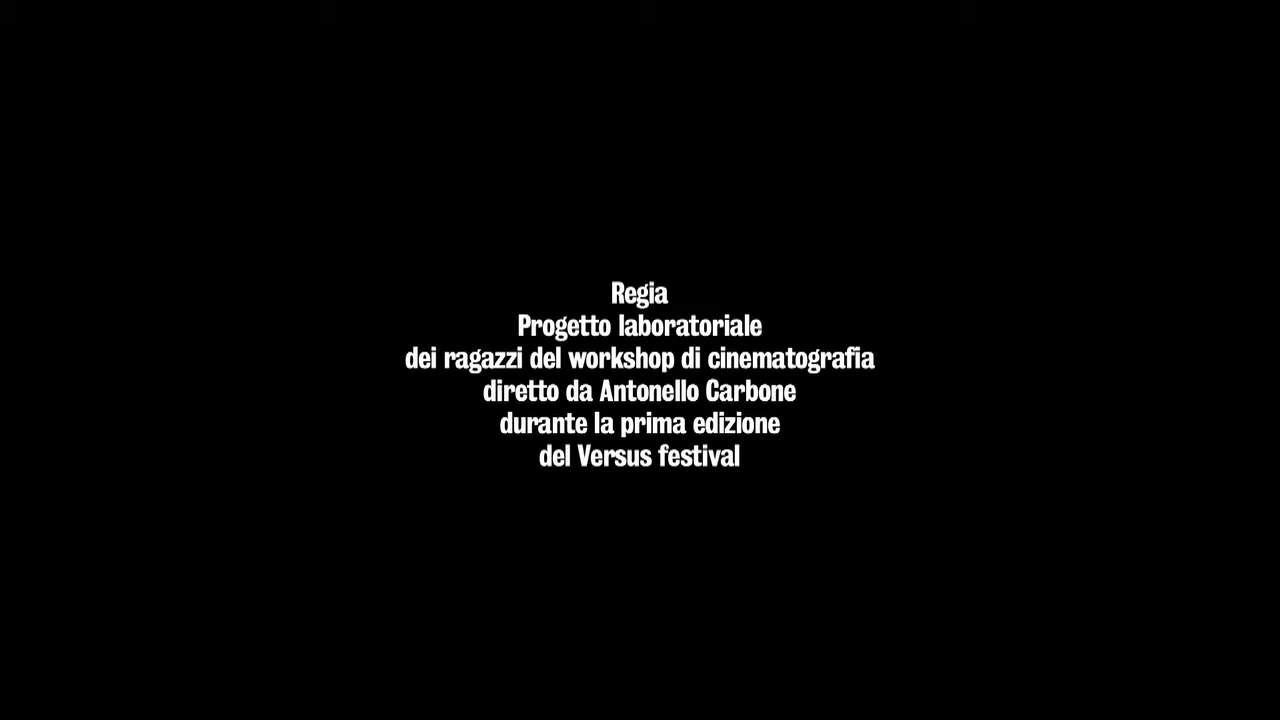 Regia
Progetto laboratoriale
dei ragazzi del workshop di cinematografia
diretto da Antonello Carbone
durante la prima edizione
del Versus festival